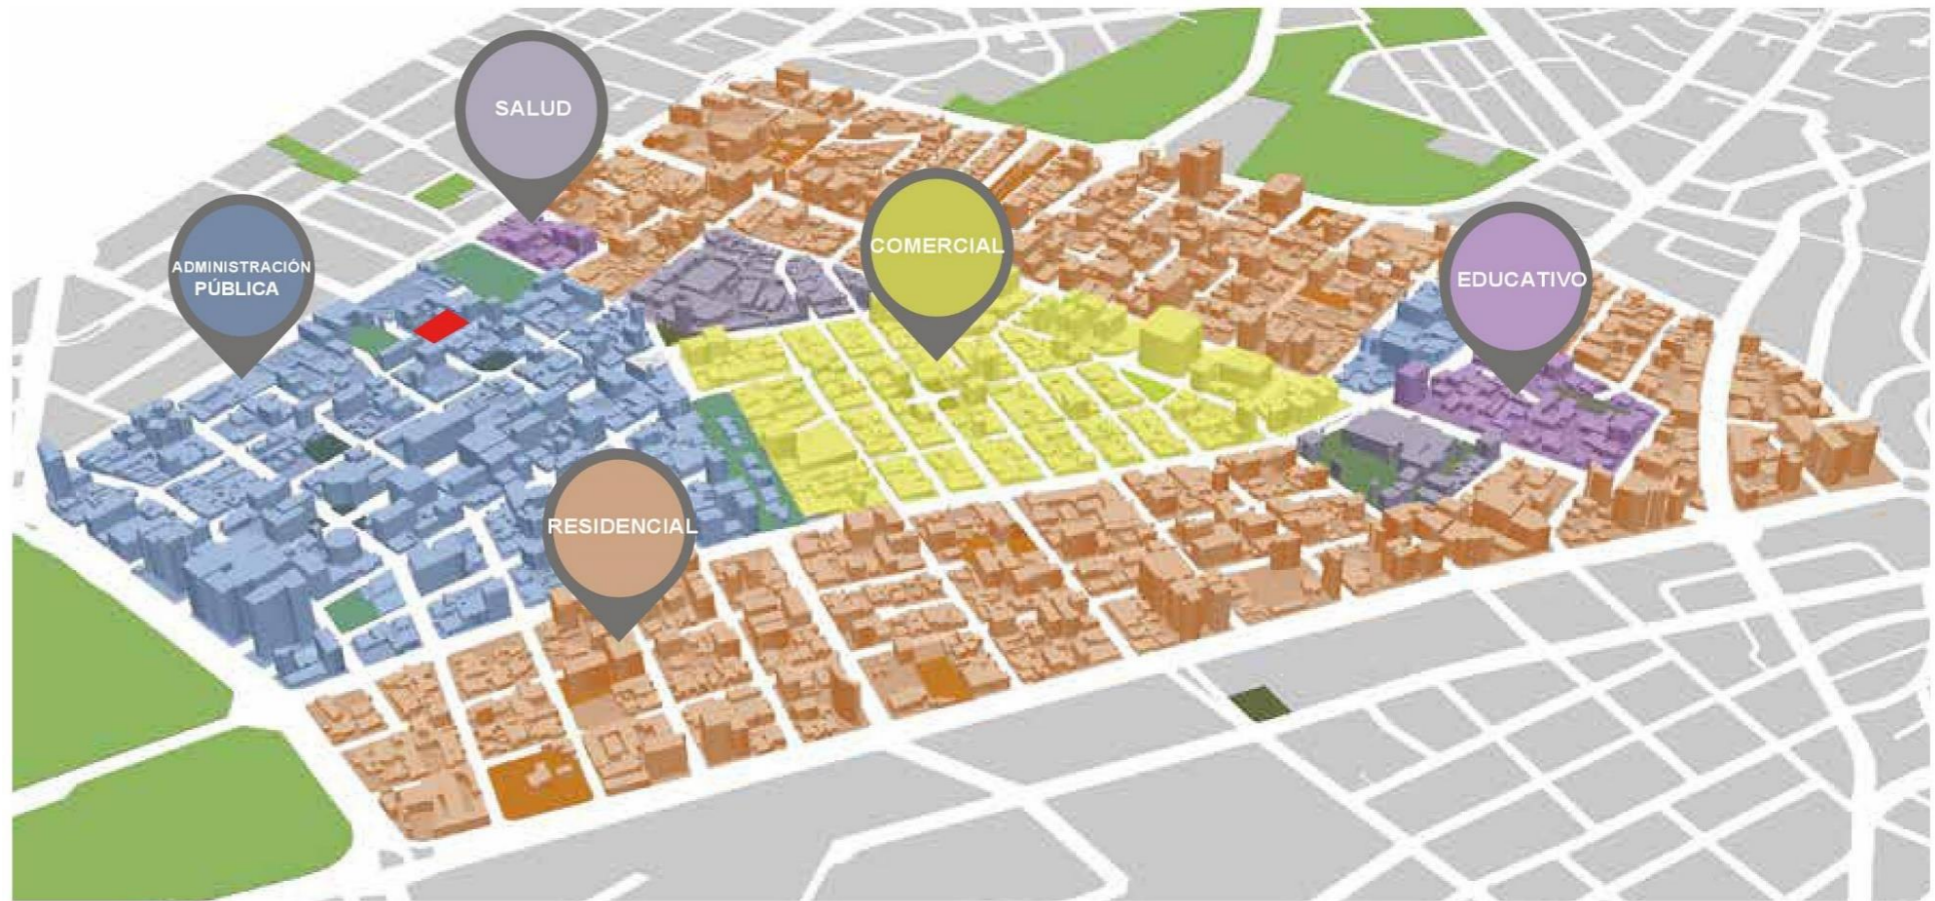 SALUD
ADMINISTRACIÓN
PÚBLICA
COMERCIAL
EDUCATIVO
RESIDENCIAL